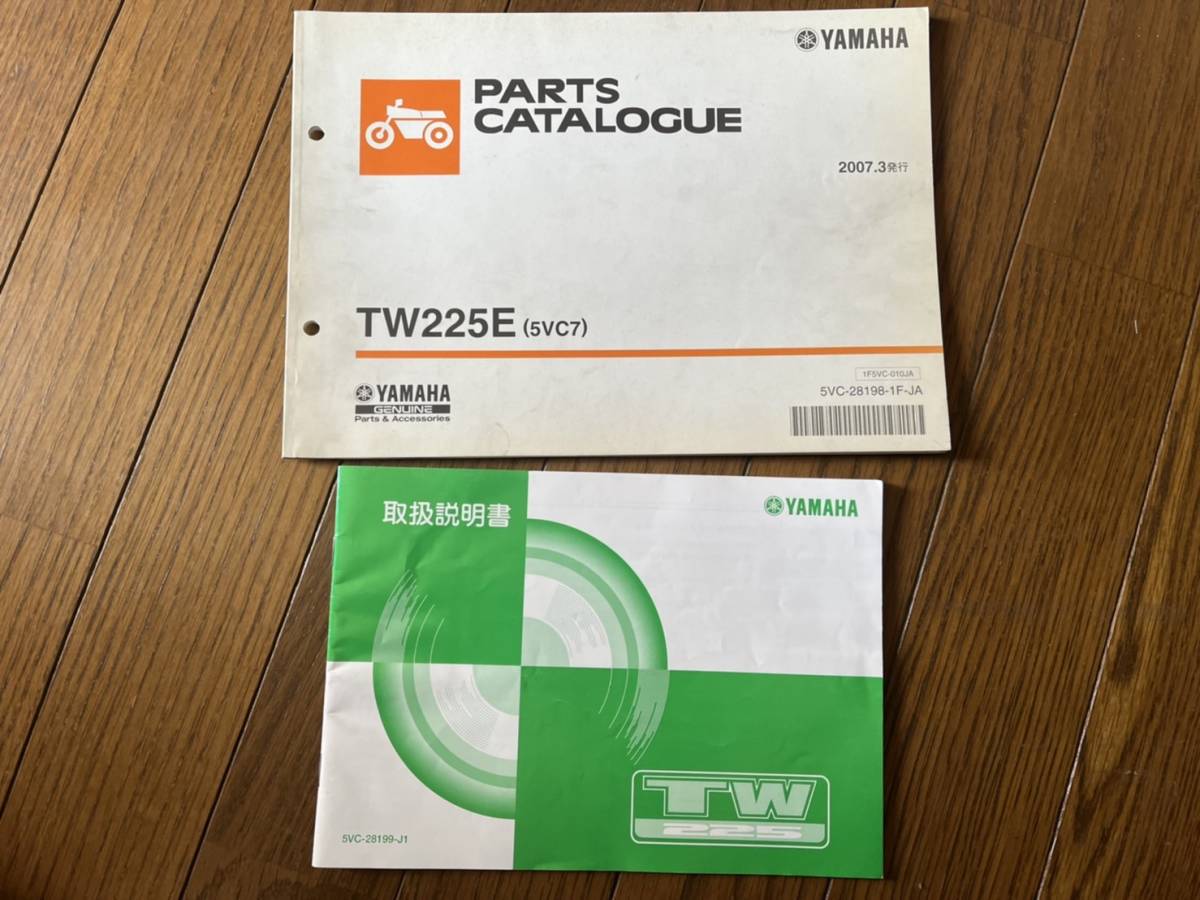 YAMAHA
PARTS
CATALOGUE
2007.3発行
TW225E (5VC7)
1F5VC-010JA
5VC-28198-1F-JA
YAMAHA
GENUINE
Parts & Accessories
取扱説明書
YAMAHA
TW
225
5VC-28199-J1